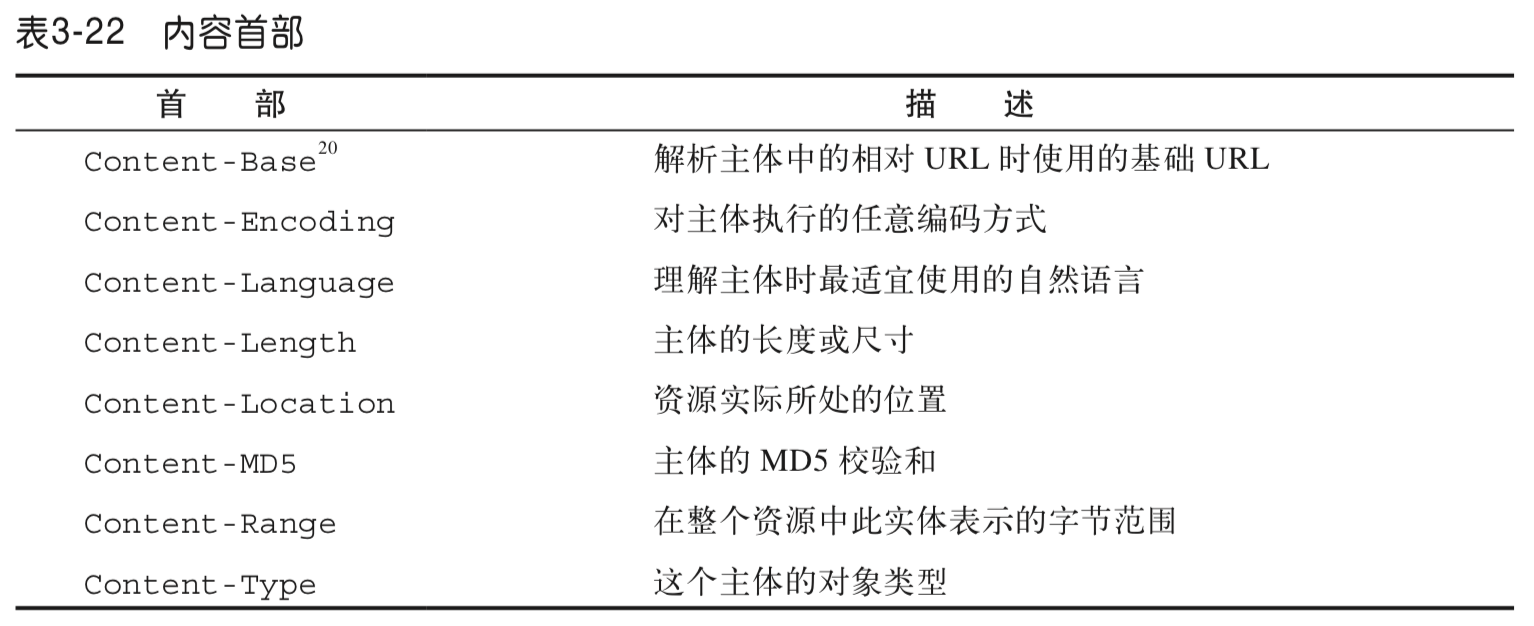 表3-22 内容首部
首 部 描 述
Content-Base20 解析主体中的相对 URL 时使用的基础 URL
Content-Encoding 对主体执行的任意编码方式
Content-Language 理解主体时最适宜使用的自然语言
Content-Length 主体的长度或尺寸
Content-Location 资源实际所处的位置
Content-MD5 主体的 MD5 校验和
Content-Range 在整个资源中此实体表示的字节范围
Content-Type 这个主体的对象类型